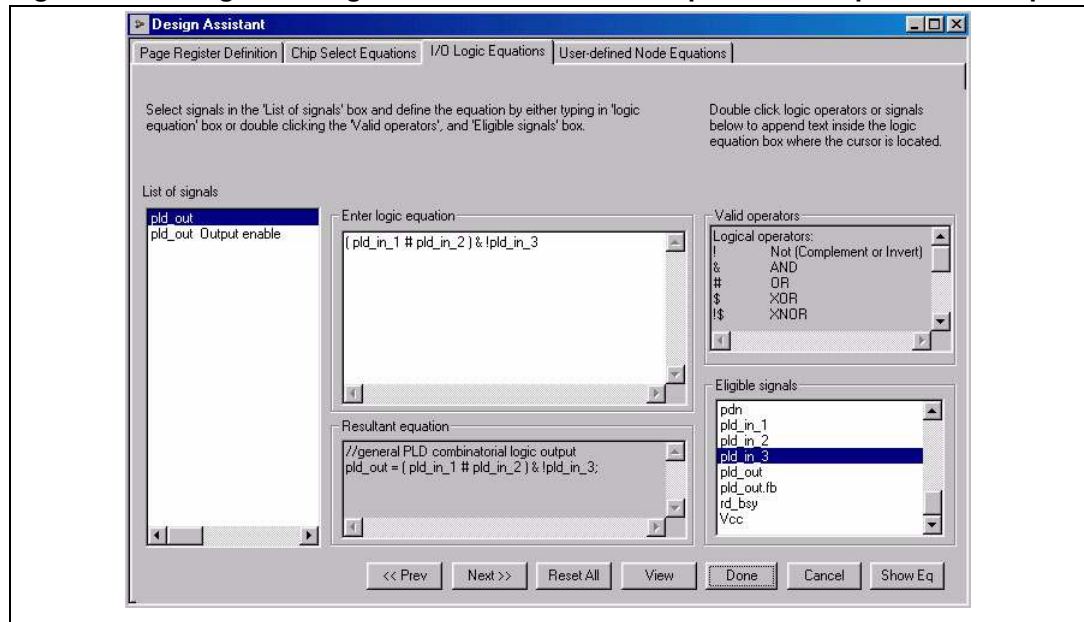 Design Assistant
Page Register Definition
Chip Select Equations
I/O Logic Equations
User-defined Node Equations
Select signals in the 'List of signals' box and define the equation by either typing in 'logic
equation' box or double clicking the 'Valid operators', and 'Eligible signals' box.
Double click logic operators or signals
below to append text inside the logic
equation box where the cursor is located.
List of signals
pld_out
pld_out Output enable
Enter logic equation
( pld_in_1 # pld_in_2 ) & !pld_in_3
Resultant equation
//general PLD combinatorial logic output
pld_out = ( pld_in_1 # pld_in_2 ) & !pld_in_3;
Valid operators
Logical operators:
! Not (Complement or Invert)
& AND
# OR
$ XOR
!$ XNOR
Eligible signals
pdn
pld_in_1
pld_in_2
pld_in_3
pld_out
pld_out.fb
rd_bsy
Vcc
<< Prev
Next >>
Reset All
View
Done
Cancel
Show Eq